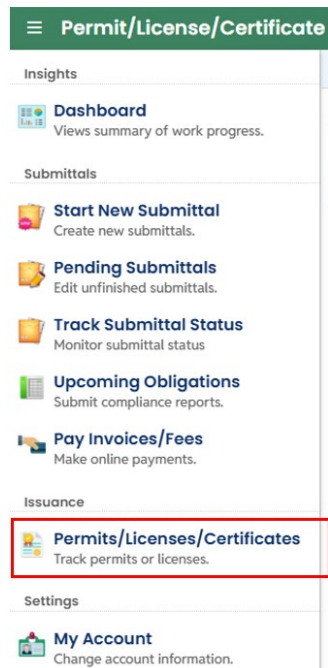 Permit/License/Certificate
Insights
Dashboard
Views summary of work progress.
Submittals
Start New Submittal
Create new submittals.
Pending Submittals
Edit unfinished submittals.
Track Submittal Status
Monitor submittal status
Upcoming Obligations
Submit compliance reports.
Pay Invoices/Fees
Make online payments.
Issuance
Permits/Licenses/Certificates
Track permits or licenses.
Settings
My Account
Change account information.